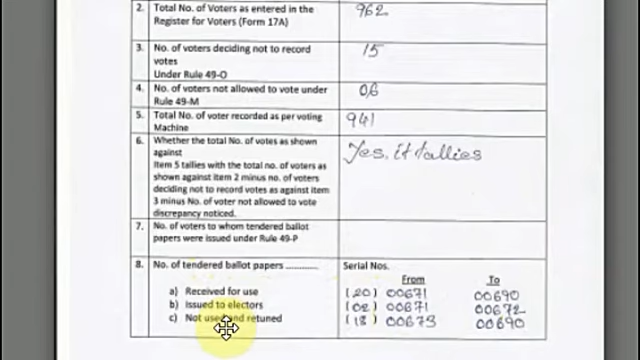 2. Total No. of Voters as entered in the 962
Register for Voters (Form 17A)
3. No. of voters deciding not to record 15
votes
Under Rule 49-O
4. No. of voters not allowed to vote under 06
Rule 49-M
5. Total No. of voter recorded as per voting 941
Machine
6. Whether the total No. of votes as shown Yes, it tallies
against
Item 5 tallies with the total no. of voters as
shown against item 2 minus no. of voters
deciding not to record votes as against item
3 minus No. of voter not allowed to vote
discrepancy noticed.
7. No. of voters to whom tendered ballot
papers were issued under Rule 49-P
8. No. of tendered ballot papers ............ Serial Nos.
From To
a) Received for use (20) 00671 00690
b) Issued to electors (02) 00671 00672
c) Not used and retuned (18) 00673 00690